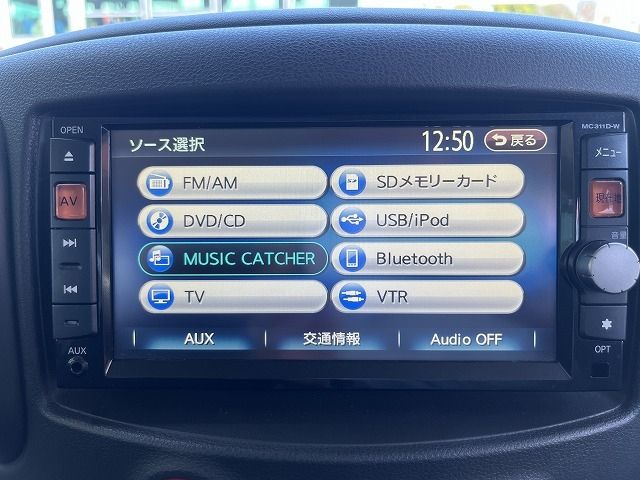 OPEN
MC311D-W
ソース選択
12:50
戻る
メニュー
AV
FM/AM
SDメモリーカード
現在地
DVD/CD
USB/iPod
音量
MUSIC CATCHER
Bluetooth
TV
VTR
AUX
交通情報
Audio OFF
AUX
OPT